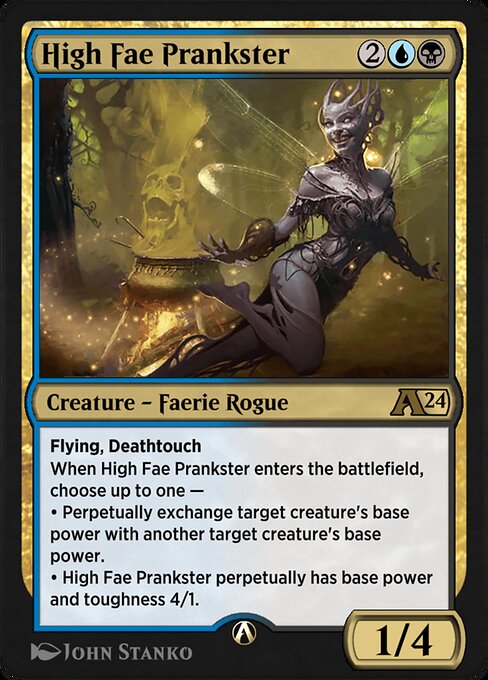 High Fae Prankster 2
Creature – Faerie Rogue A24
Flying, Deathtouch
When High Fae Prankster enters the battlefield,
choose up to one —
• Perpetually exchange target creature's base
power with another target creature's base
power.
• High Fae Prankster perpetually has base power
and toughness 4/1.
1/4
John Stanko